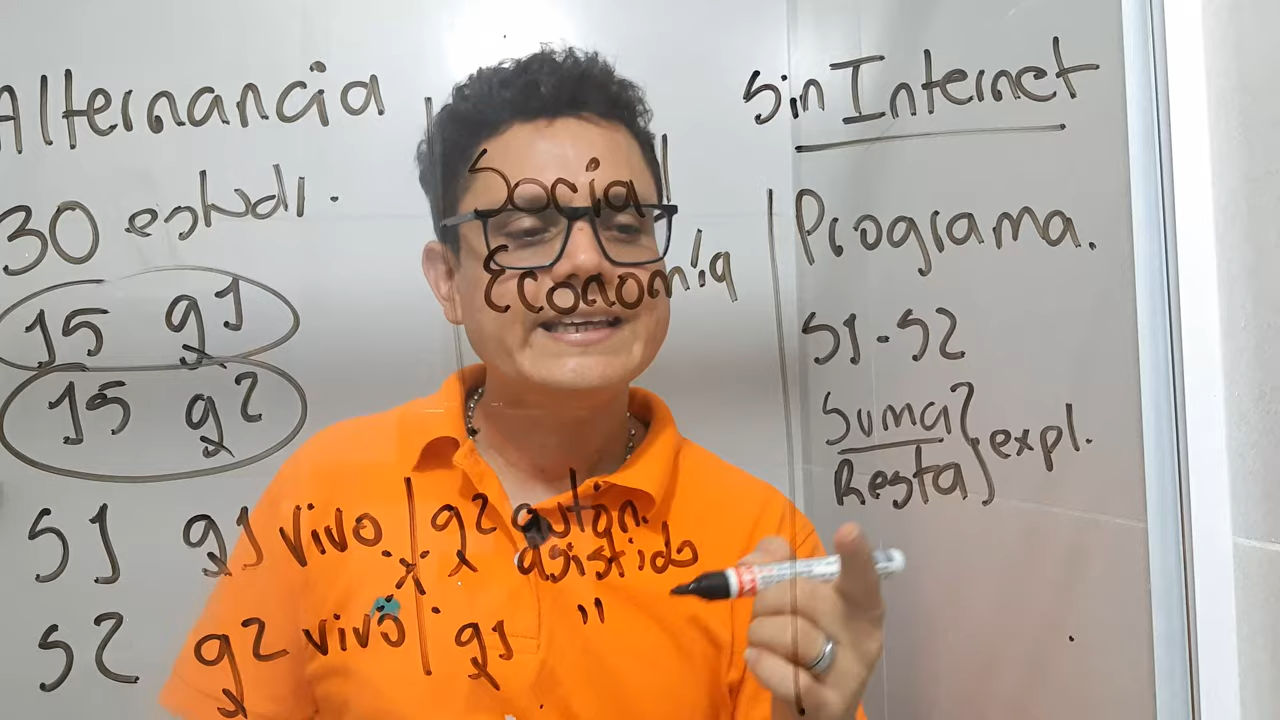 Alternancia
30 estudi.
15 g1
15 g2
S1 g1 vivo g2 autón.
asistido
S2 g2 vivo g1 "
Social
Economía
Sin Internet
Programa.
S1 - S2
Suma
Resta } expl.